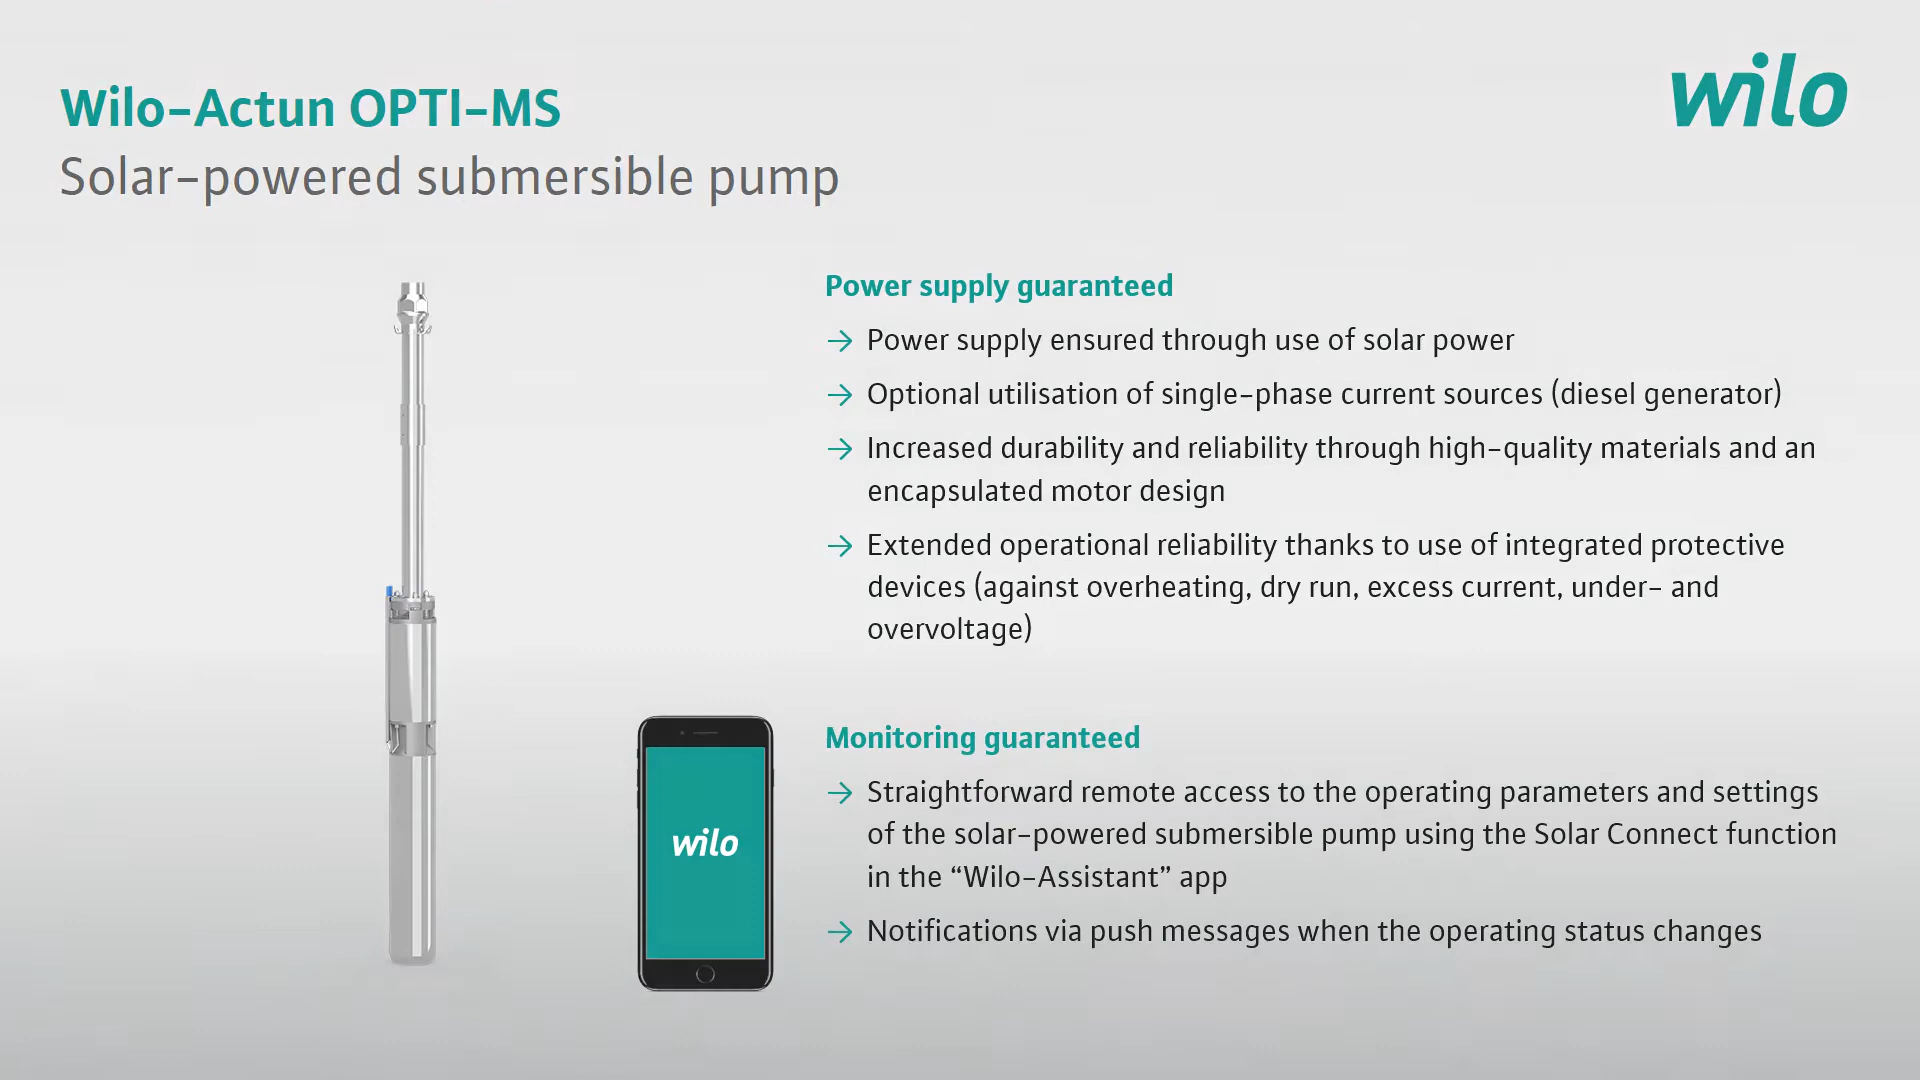 wilo
Wilo-Actun OPTI-MS
Solar-powered submersible pump
Power supply guaranteed
→ Power supply ensured through use of solar power
→ Optional utilisation of single-phase current sources (diesel generator)
→ Increased durability and reliability through high-quality materials and an
encapsulated motor design
→ Extended operational reliability thanks to use of integrated protective
devices (against overheating, dry run, excess current, under- and
overvoltage)
Monitoring guaranteed
→ Straightforward remote access to the operating parameters and settings
of the solar-powered submersible pump using the Solar Connect function
in the “Wilo-Assistant” app
→ Notifications via push messages when the operating status changes
wilo